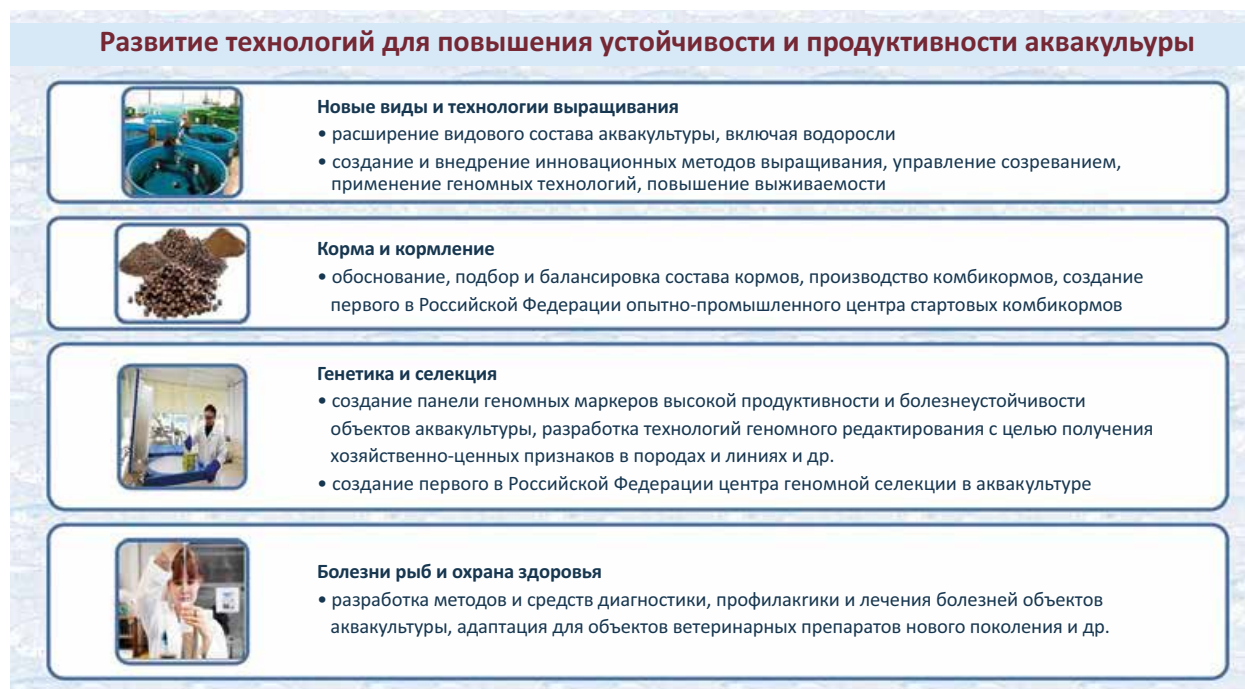 Развитие технологий для повышения устойчивости и продуктивности аквакульуры
Новые виды и технологии выращивания
• расширение видового состава аквакультуры, включая водоросли
• создание и внедрение инновационных методов выращивания, управление созреванием,
применение геномных технологий, повышение выживаемости
Корма и кормление
• обоснование, подбор и балансировка состава кормов, производство комбикормов, создание
первого в Российской Федерации опытно-промышленного центра стартовых комбикормов
Генетика и селекция
• создание панели геномных маркеров высокой продуктивности и болезнеустойчивости
объектов аквакультуры, разработка технологий геномного редактирования с целью получения
хозяйственно-ценных признаков в породах и линиях и др.
• создание первого в Российской Федерации центра геномной селекции в аквакультуре
Болезни рыб и охрана здоровья
• разработка методов и средств диагностики, профилакгики и лечения болезней объектов
аквакультуры, адаптация для объектов ветеринарных препаратов нового поколения и др.